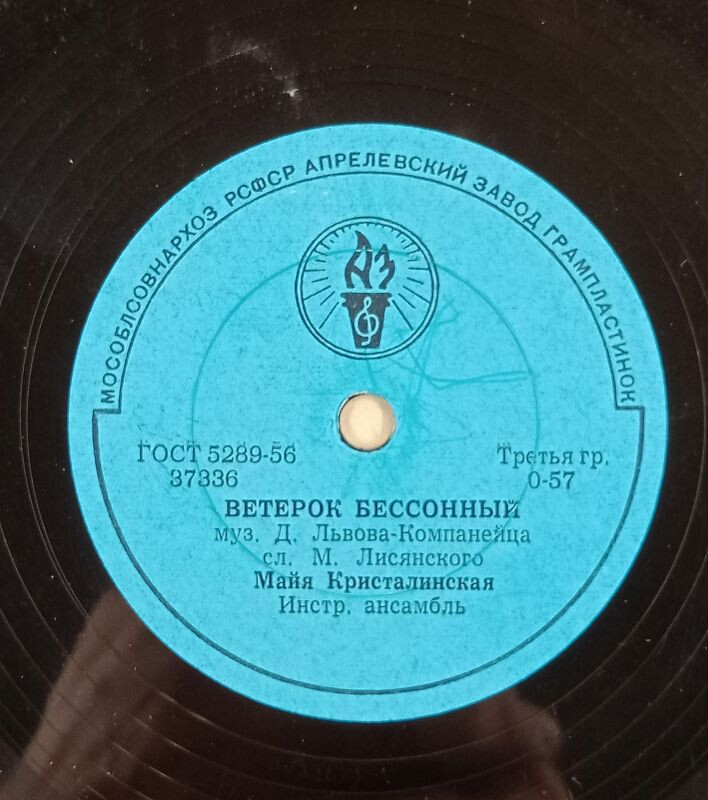 МОСОБЛСОВНАРХОЗ РСФСР АПРЕЛЕВСКИЙ ЗАВОД ГРАМПЛАСТИНОК
АЗ
ГОСТ 5289-56
37336
Третья гр.
0-57
ВЕТЕРОК БЕССОННЫЙ
муз. Д. Львова-Компанейца
сл. М. Лисянского
Майя Кристалинская
Инстр. ансамбль